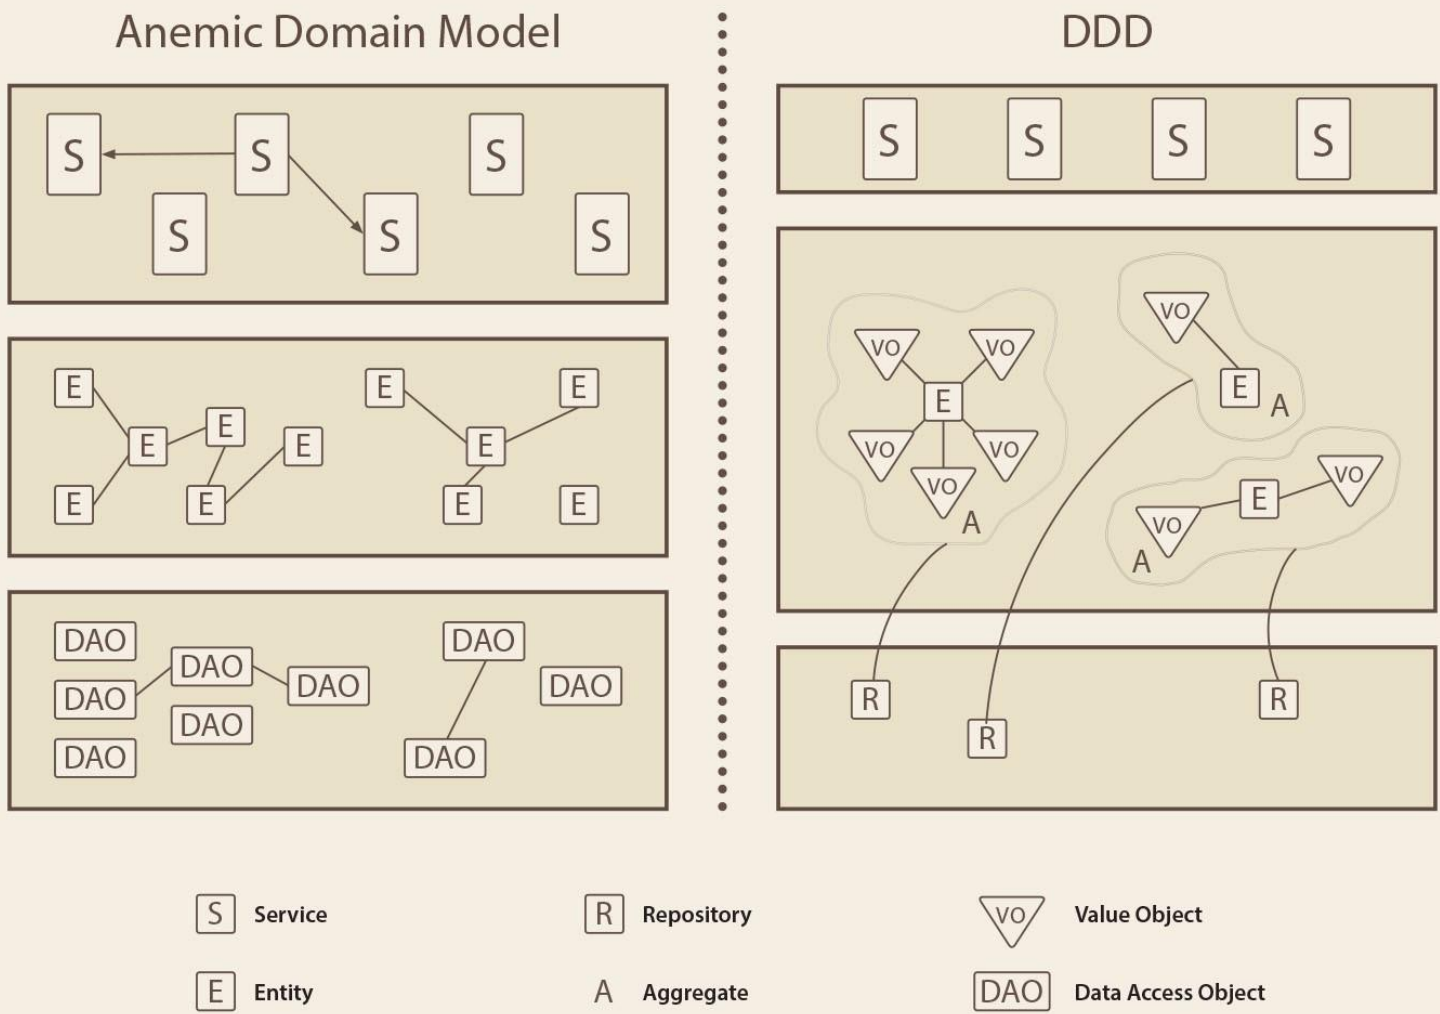 Anemic Domain Model
S S S
S S S
E E
E E E E
E E E E
DAO DAO
DAO DAO DAO DAO
DAO DAO
DAO DAO
DDD
S S S S
VO
VO VO
E E A
VO VO VO
VO E
A VO
A
R R
R
S Service
R Repository
VO Value Object
E Entity
A Aggregate
DAO Data Access Object